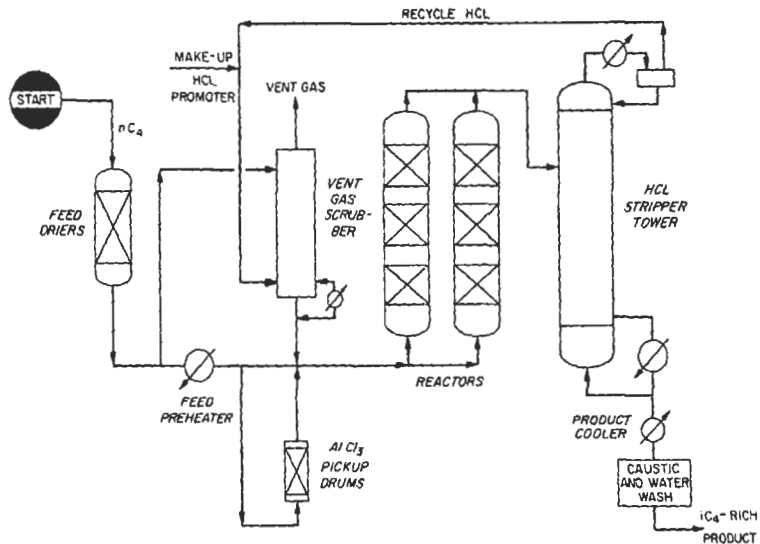 RECYCLE HCL
MAKE-UP
HCL
PROMOTER
VENT GAS
START
nC4
FEED
DRIERS
VENT
GAS
SCRUB-
BER
HCL
STRIPPER
TOWER
REACTORS
FEED
PREHEATER
AlCl3
PICKUP
DRUMS
PRODUCT
COOLER
CAUSTIC
AND WATER
WASH
iC4-RICH
PRODUCT